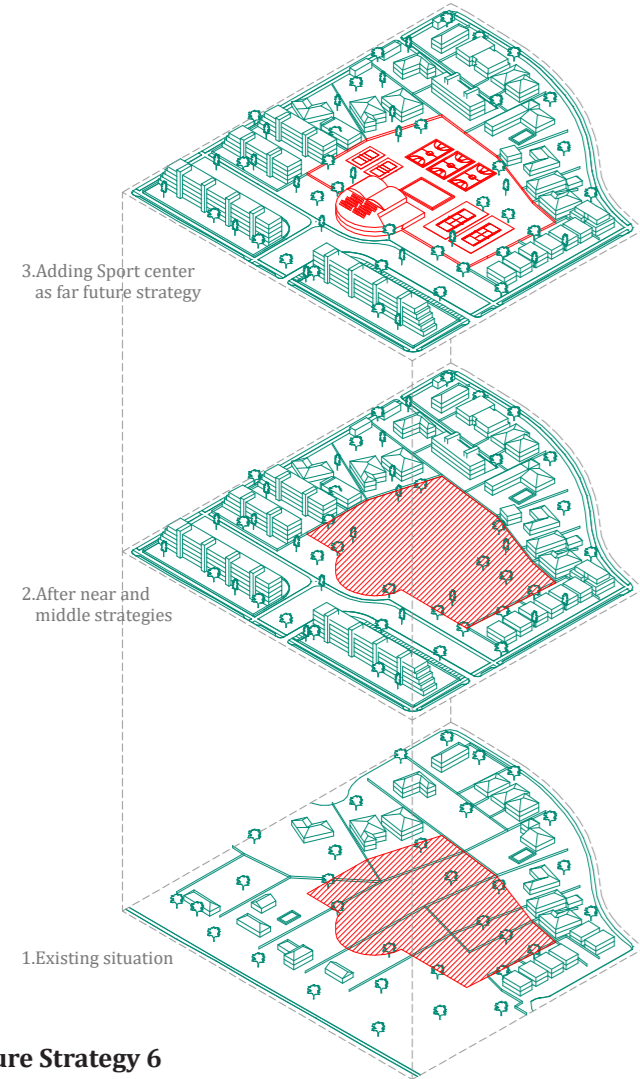 3.Adding Sport center
as far future strategy
2.After near and
middle strategies
1.Existing situation
ure Strategy 6